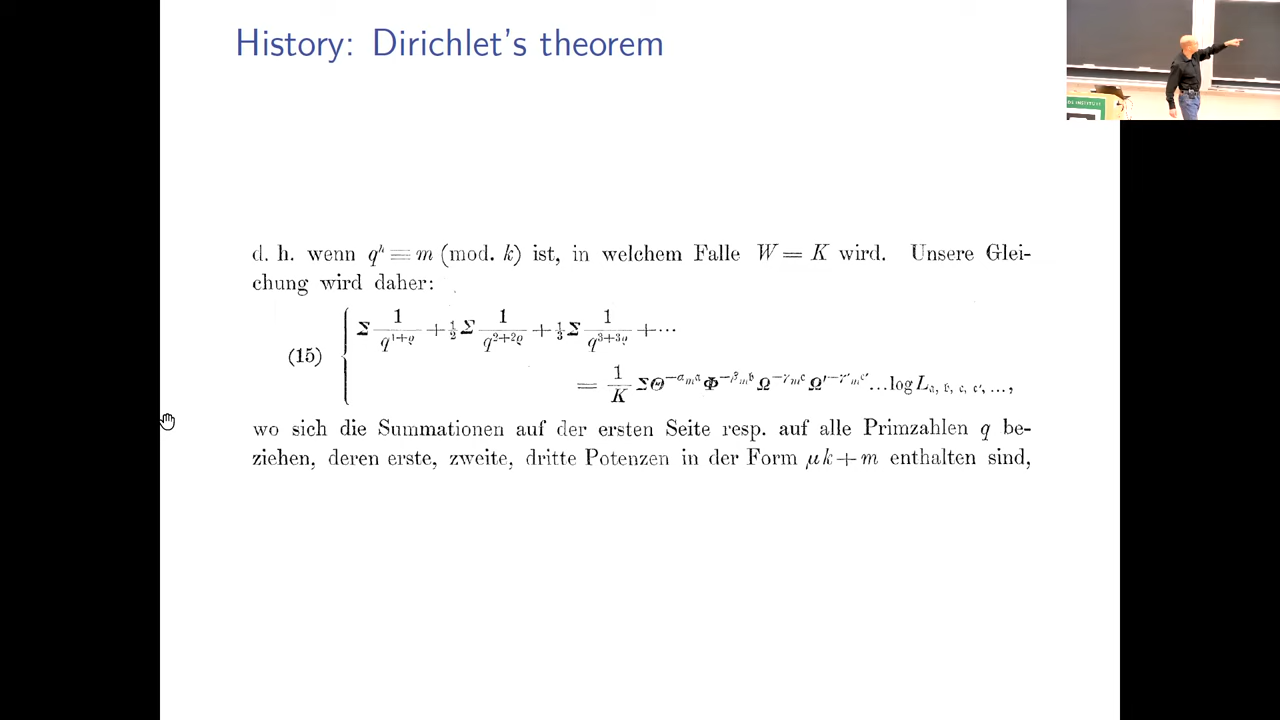 History: Dirichlet's theorem
d. h. wenn qʰ ≡ m (mod. k) ist, in welchem Falle W = K wird. Unsere Glei-
chung wird daher:
(15) { Σ 1/q^{1+ϱ} + ½ Σ 1/q^{2+2ϱ} + ⅓ Σ 1/q^{3+3ϱ} + ···
= 1/K ΣΘ^{−α_m 𝔞} Φ^{−β_m 𝔟} Ω^{−γ_m 𝔠} Ω'^{−γ'_m 𝔠'} ... log L_{𝔞, 𝔟, 𝔠, 𝔠', ...},
wo sich die Summationen auf der ersten Seite resp. auf alle Primzahlen q be-
ziehen, deren erste, zweite, dritte Potenzen in der Form μk+m enthalten sind,
INSTITUTE